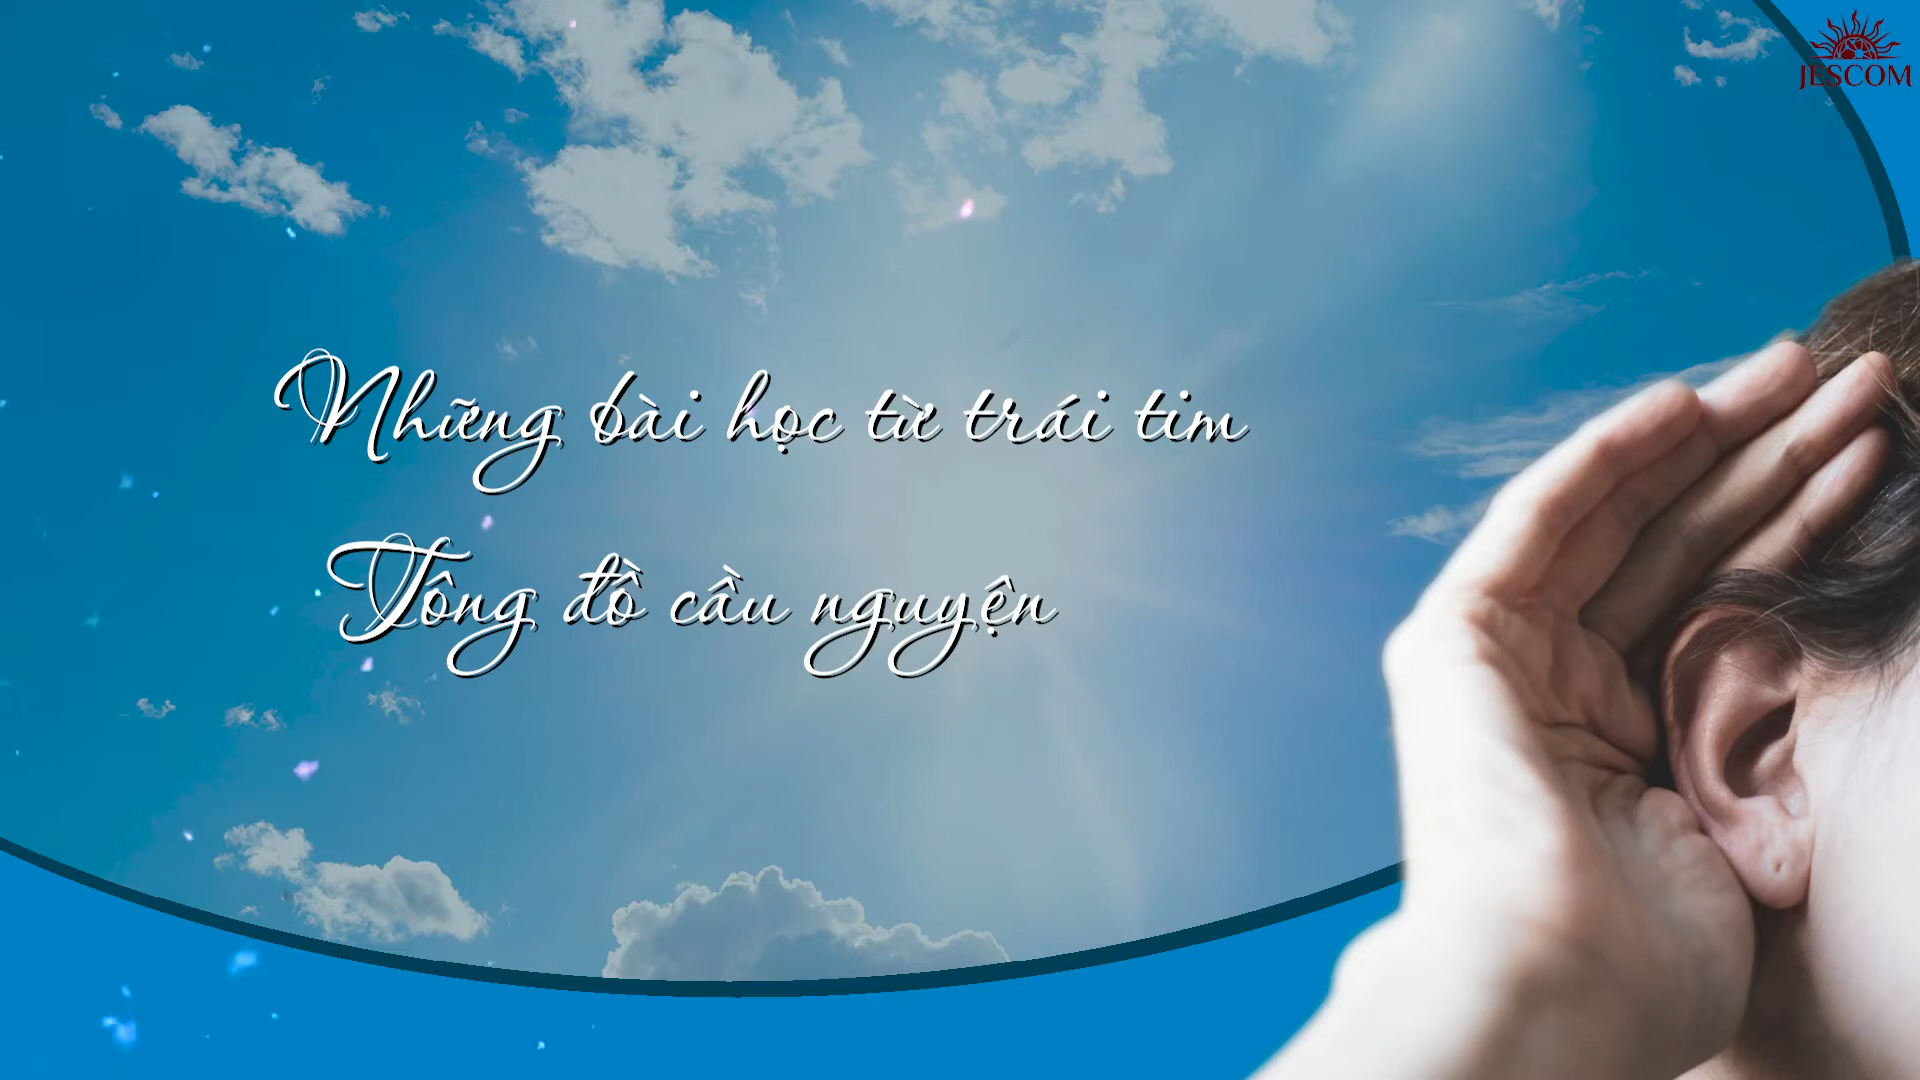 JESCOM
Những bài học từ trái tim
Tông đồ cầu nguyện